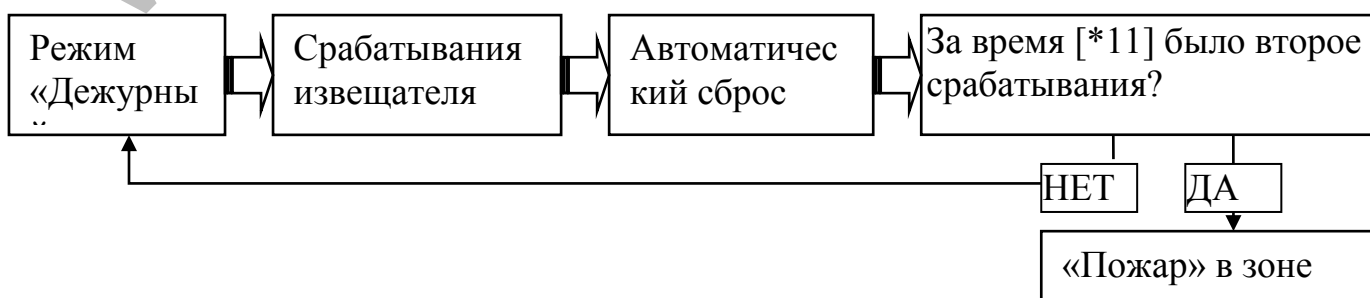 Режим
«Дежурны
Срабатывания
извещателя
Автоматичес
кий сброс
За время [*11] было второе
срабатывания?
НЕТ
ДА
«Пожар» в зоне